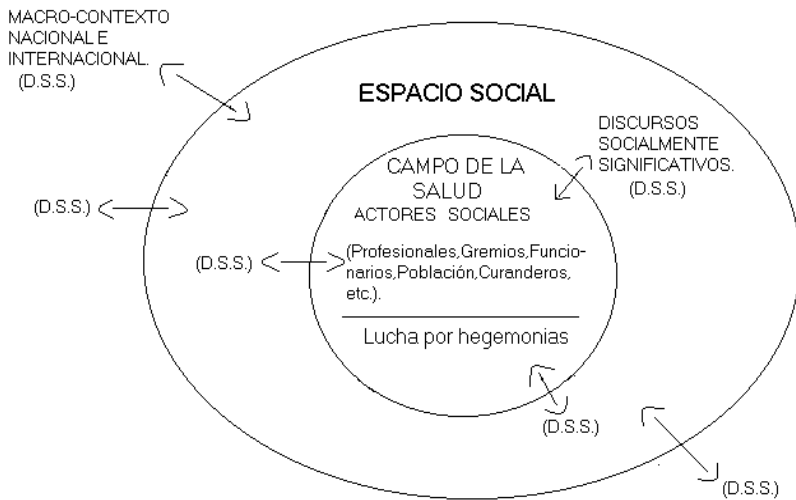 MACRO-CONTEXTO
NACIONAL E
INTERNACIONAL.
(D.S.S.)
ESPACIO SOCIAL
DISCURSOS
SOCIALMENTE
SIGNIFICATIVOS.
(D.S.S.)
CAMPO DE LA
SALUD
ACTORES SOCIALES
(D.S.S.)
(D.S.S.)
(Profesionales,Gremios,Funcio-
narios,Población,Curanderos,
etc.).
Lucha por hegemonias
(D.S.S.)
(D.S.S.)